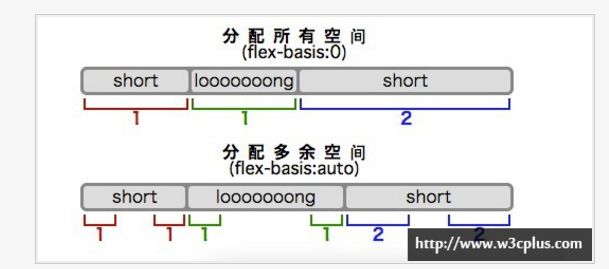 分配所有空间
(flex-basis:0)
short looooooong short
1 1 2
分配多余空间
(flex-basis:auto)
short looooooong short
1 1 1 1 2 2
http://www.w3cplus.com